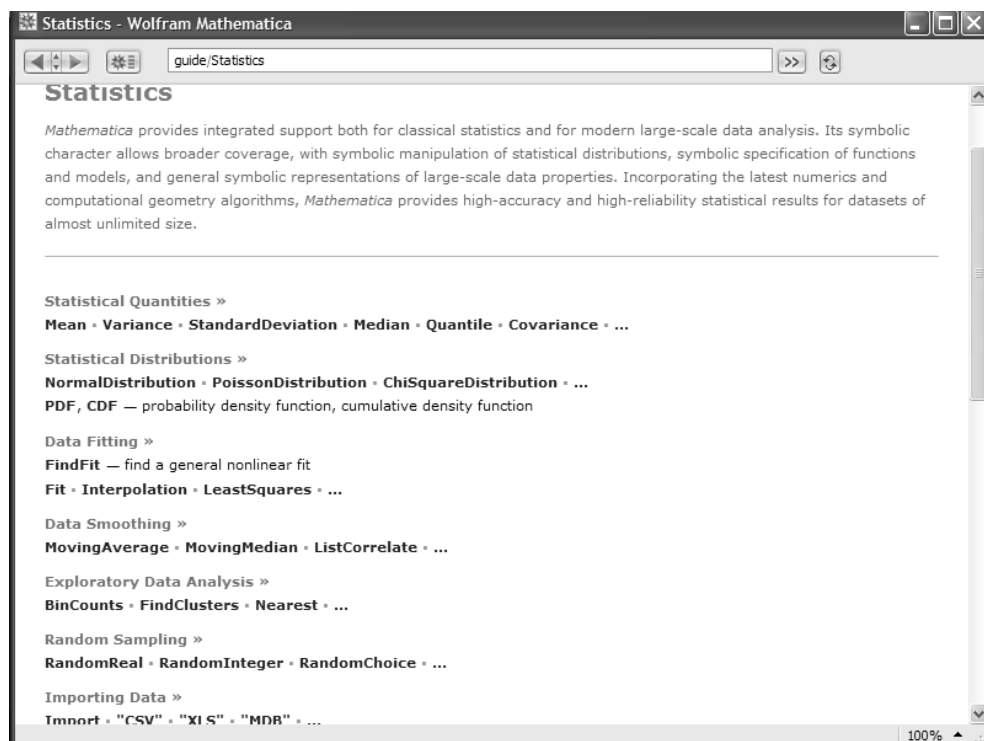 Statistics - Wolfram Mathematica
guide/Statistics
>>
Statistics
Mathematica provides integrated support both for classical statistics and for modern large-scale data analysis. Its symbolic
character allows broader coverage, with symbolic manipulation of statistical distributions, symbolic specification of functions
and models, and general symbolic representations of large-scale data properties. Incorporating the latest numerics and
computational geometry algorithms, Mathematica provides high-accuracy and high-reliability statistical results for datasets of
almost unlimited size.
Statistical Quantities »
Mean ▪ Variance ▪ StandardDeviation ▪ Median ▪ Quantile ▪ Covariance ▪ ...
Statistical Distributions »
NormalDistribution ▪ PoissonDistribution ▪ ChiSquareDistribution ▪ ...
PDF, CDF — probability density function, cumulative density function
Data Fitting »
FindFit — find a general nonlinear fit
Fit ▪ Interpolation ▪ LeastSquares ▪ ...
Data Smoothing »
MovingAverage ▪ MovingMedian ▪ ListCorrelate ▪ ...
Exploratory Data Analysis »
BinCounts ▪ FindClusters ▪ Nearest ▪ ...
Random Sampling »
RandomReal ▪ RandomInteger ▪ RandomChoice ▪ ...
Importing Data »
Import ▪ "CSV" ▪ "XLS" ▪ "MDB" ▪ ...
100%